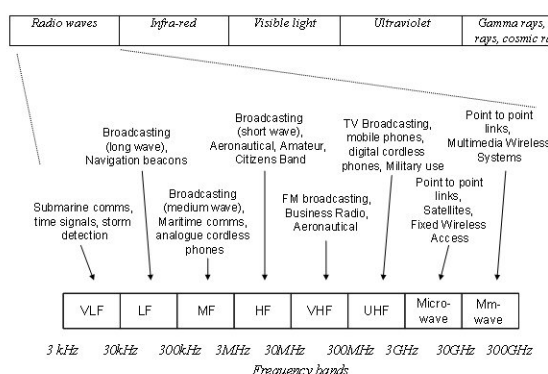 Radio waves
Infra-red
Visible light
Ultraviolet
Gamma rays,
rays, cosmic ra
Broadcasting
(long wave),
Navigation beacons
Broadcasting
(short wave),
Aeronautical, Amateur,
Citizens Band
TV Broadcasting,
mobile phones,
digital cordless
phones, Military use
Point to point
links,
Multimedia Wireless
Systems
Submarine comms,
time signals, storm
detection
Broadcasting
(medium wave),
Maritime comms,
analogue cordless
phones
FM broadcasting,
Business Radio,
Aeronautical
Point to point
links,
Satellites,
Fixed Wireless
Access
VLF
LF
MF
HF
VHF
UHF
Micro-
wave
Mm-
wave
3 kHz 30kHz 300kHz 3MHz 30MHz 300MHz 3GHz 30GHz 300GHz
Frequency bands